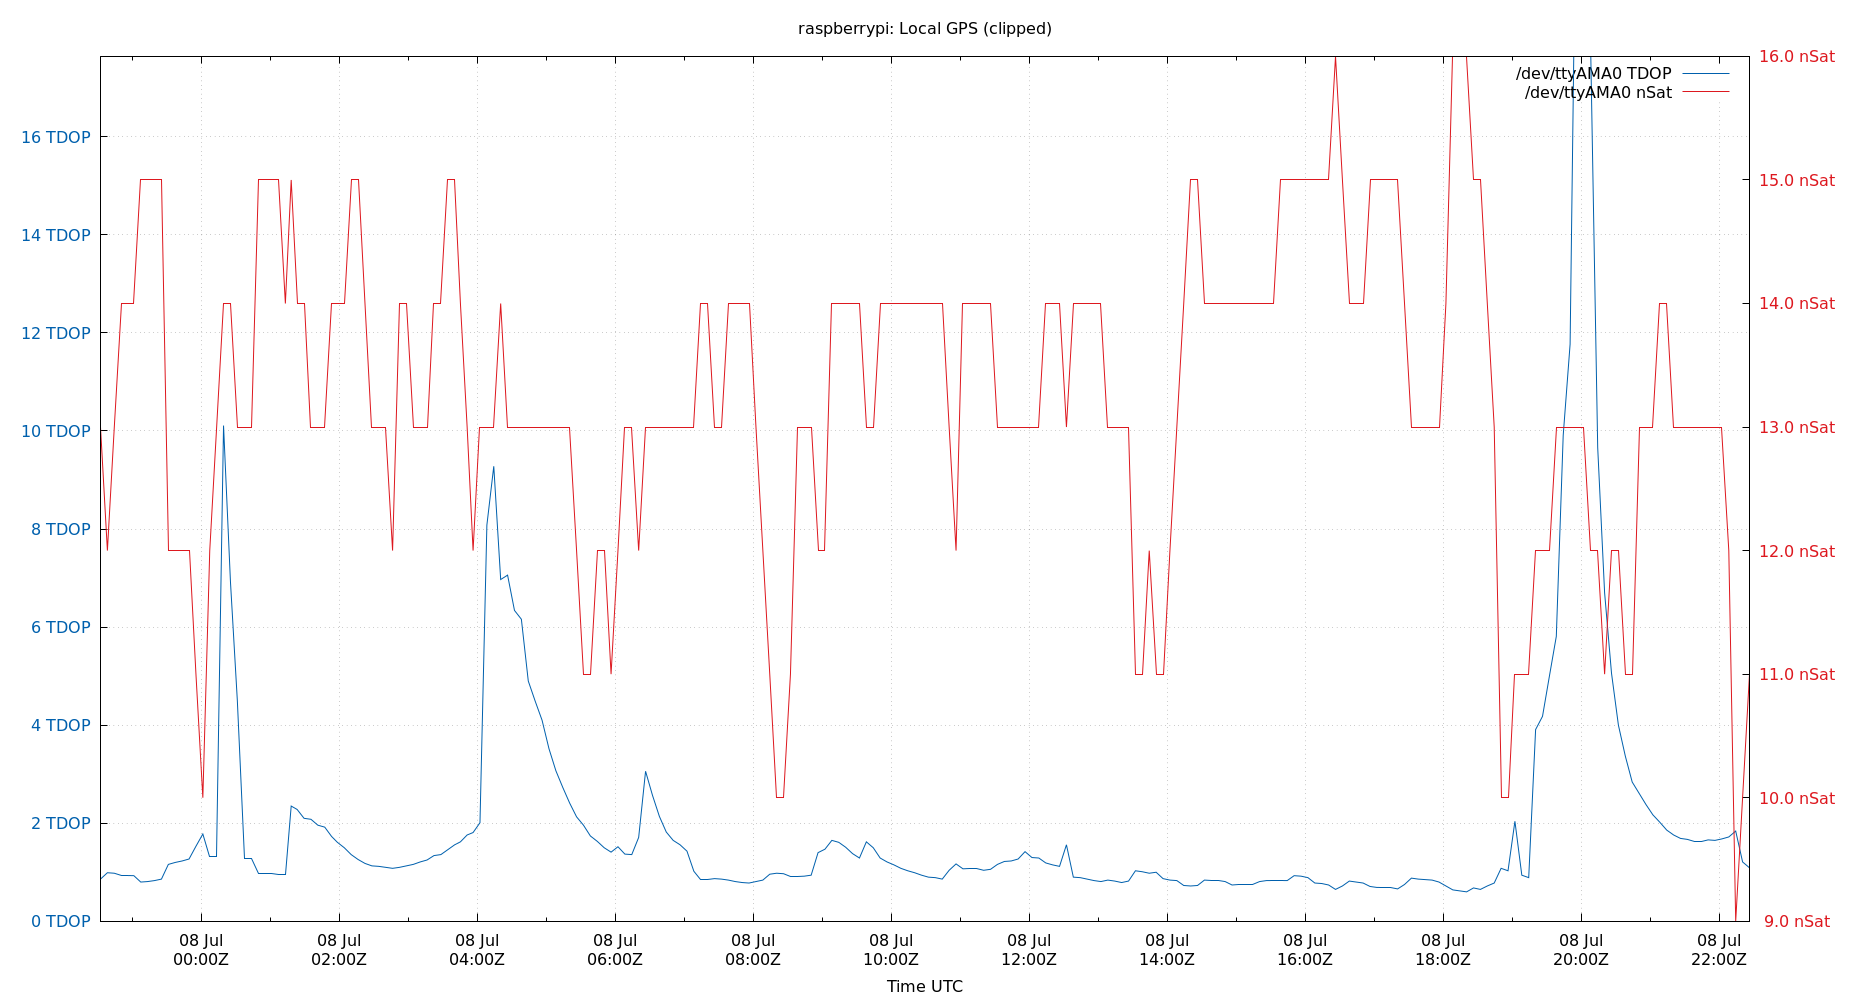 raspberrypi: Local GPS (clipped)
/dev/ttyAMA0 TDOP
/dev/ttyAMA0 nSat
16 TDOP
14 TDOP
12 TDOP
10 TDOP
8 TDOP
6 TDOP
4 TDOP
2 TDOP
0 TDOP
16.0 nSat
15.0 nSat
14.0 nSat
13.0 nSat
12.0 nSat
11.0 nSat
10.0 nSat
9.0 nSat
08 Jul 08 Jul 08 Jul 08 Jul 08 Jul 08 Jul 08 Jul 08 Jul 08 Jul 08 Jul 08 Jul 08 Jul
00:00Z 02:00Z 04:00Z 06:00Z 08:00Z 10:00Z 12:00Z 14:00Z 16:00Z 18:00Z 20:00Z 22:00Z
Time UTC